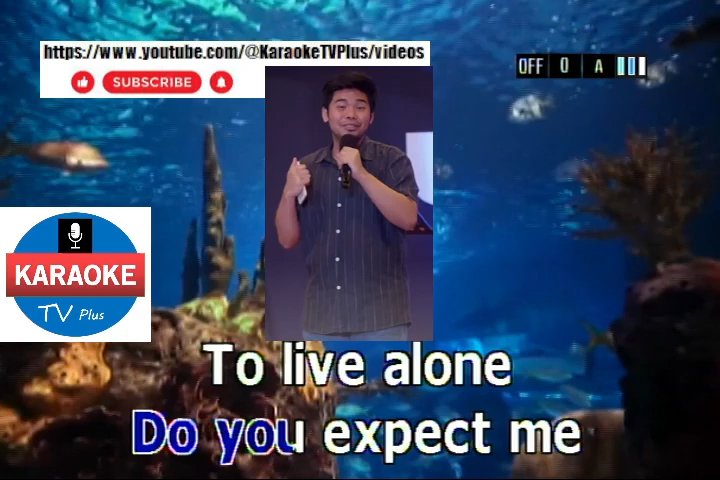 https://www.youtube.com/@KaraokeTVPlus/videos
SUBSCRIBE
OFF 0 A
KARAOKE
TV Plus
To live alone
Do you expect me